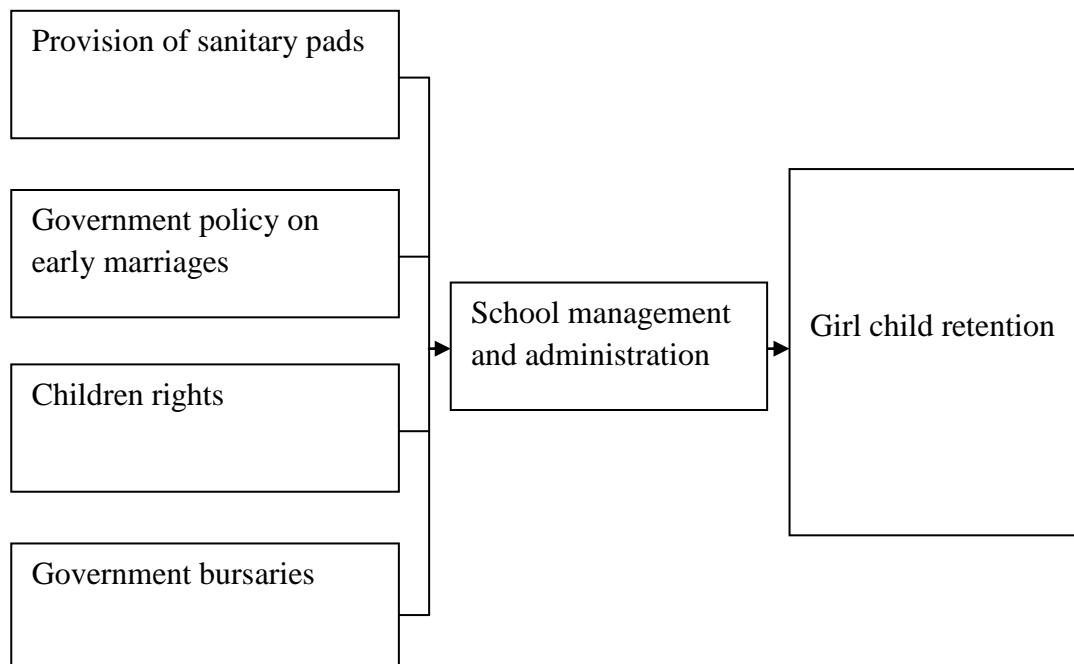 Provision of sanitary pads
Government policy on
early marriages
Children rights
Government bursaries
School management
and administration
Girl child retention